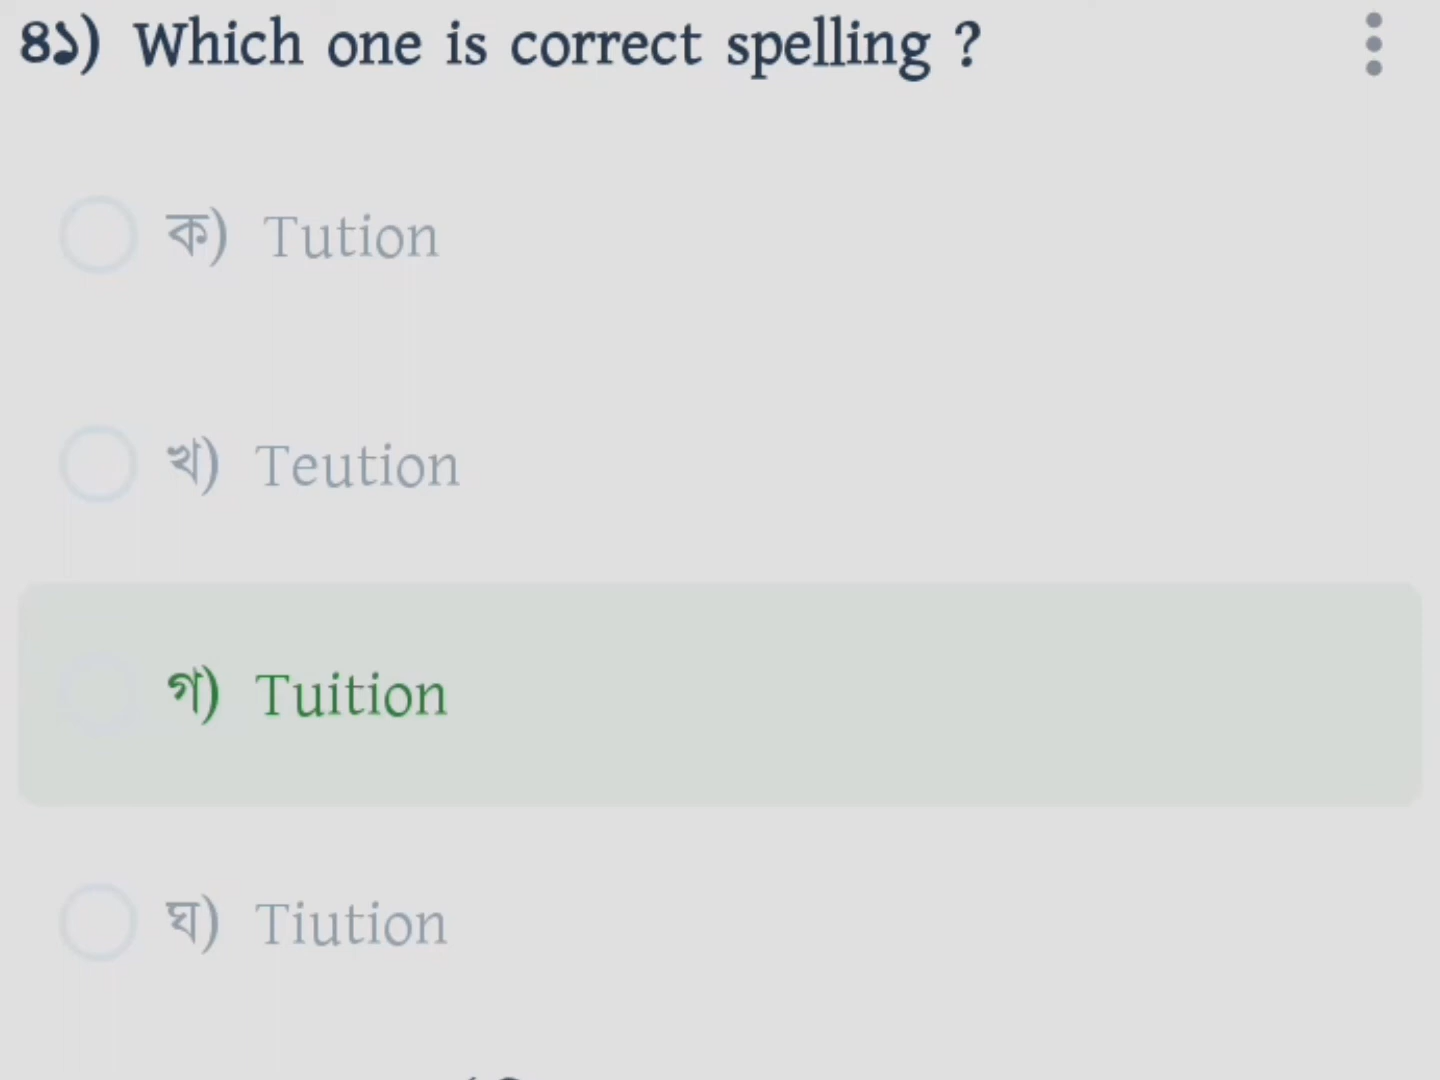 ৪১) Which one is correct spelling ?
ক) Tution
খ) Teution
গ) Tuition
ঘ) Tiution